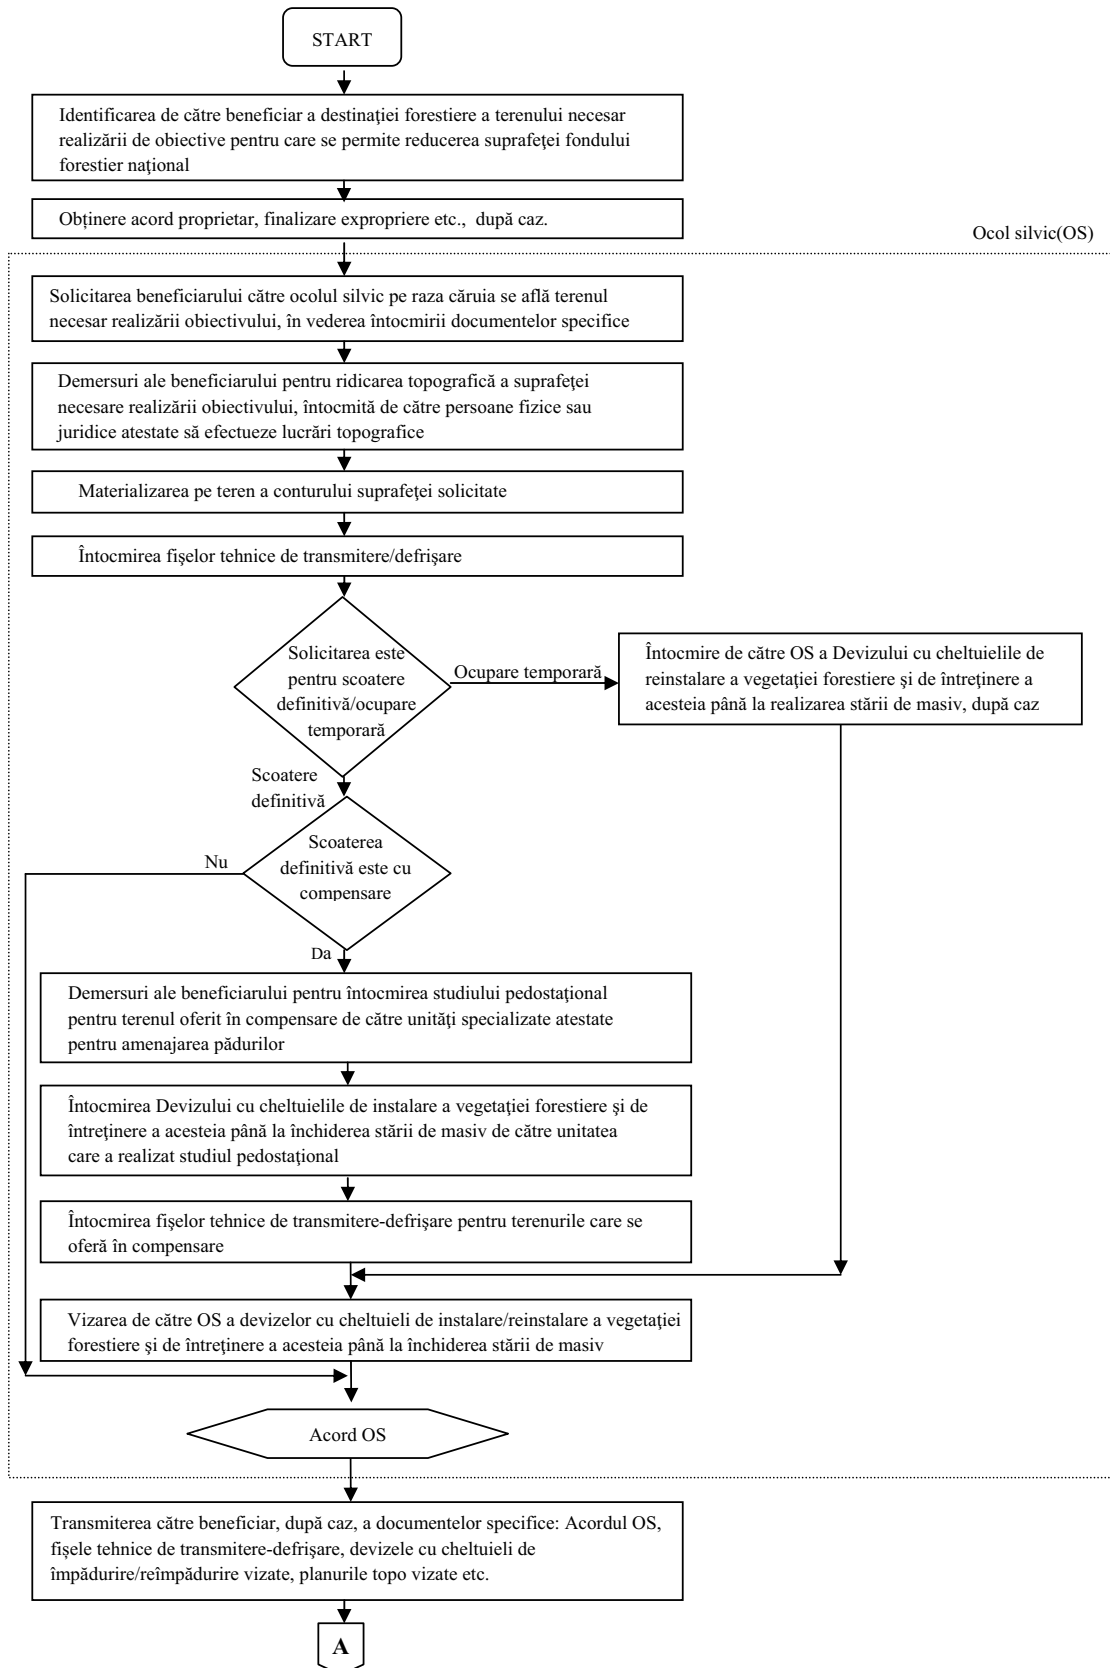 START
Identificarea de către beneficiar a destinaţiei forestiere a terenului necesar
realizării de obiective pentru care se permite reducerea suprafeţei fondului
forestier naţional
Obținere acord proprietar, finalizare expropriere etc., după caz.
Ocol silvic(OS)
Solicitarea beneficiarului către ocolul silvic pe raza căruia se află terenul
necesar realizării obiectivului, în vederea întocmirii documentelor specifice
Demersuri ale beneficiarului pentru ridicarea topografică a suprafeţei
necesare realizării obiectivului, întocmită de către persoane fizice sau
juridice atestate să efectueze lucrări topografice
Materializarea pe teren a conturului suprafeţei solicitate
Întocmirea fişelor tehnice de transmitere/defrişare
Solicitarea este
pentru scoatere
definitivă/ocupare
temporară
Ocupare temporară
Întocmire de către OS a Devizului cu cheltuielile de
reinstalare a vegetaţiei forestiere şi de întreţinere a
acesteia până la realizarea stării de masiv, după caz
Scoatere
definitivă
Scoaterea
definitivă este cu
compensare
Nu
Da
Demersuri ale beneficiarului pentru întocmirea studiului pedostaţional
pentru terenul oferit în compensare de către unităţi specializate atestate
pentru amenajarea pădurilor
Întocmirea Devizului cu cheltuielile de instalare a vegetaţiei forestiere şi de
întreţinere a acesteia până la închiderea stării de masiv de către unitatea
care a realizat studiul pedostaţional
Întocmirea fişelor tehnice de transmitere-defrişare pentru terenurile care se
oferă în compensare
Vizarea de către OS a devizelor cu cheltuieli de instalare/reinstalare a vegetaţiei
forestiere şi de întreţinere a acesteia până la închiderea stării de masiv
Acord OS
Transmiterea către beneficiar, după caz, a documentelor specifice: Acordul OS,
fișele tehnice de transmitere-defrişare, devizele cu cheltuieli de
împădurire/reîmpădurire vizate, planurile topo vizate etc.
A